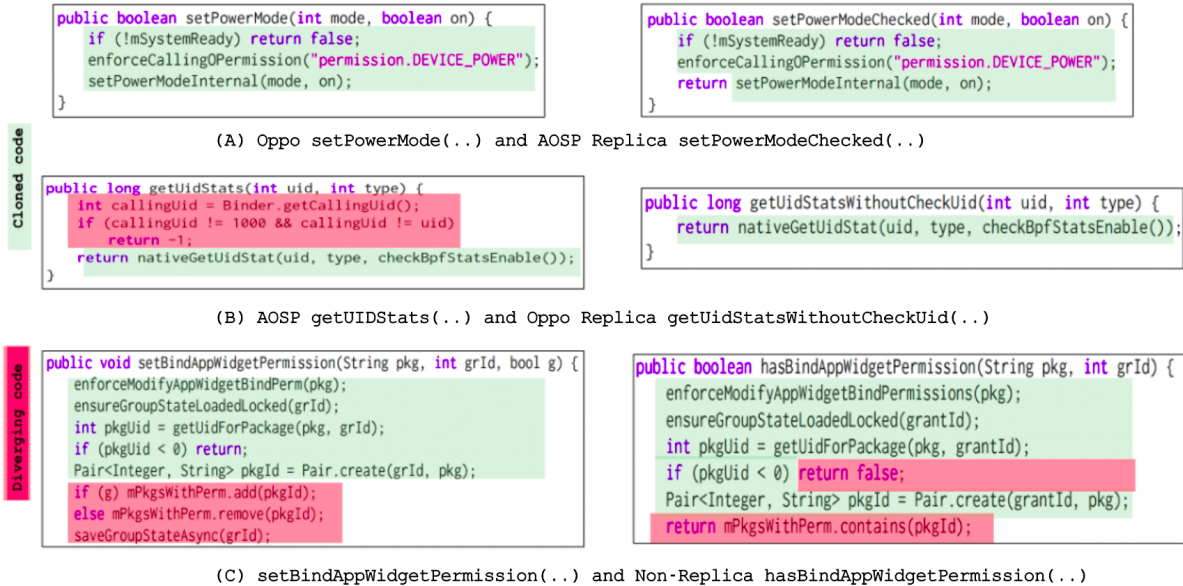 public boolean setPowerMode(int mode, boolean on) {
if (!mSystemReady) return false;
enforceCallingOPermission("permission.DEVICE_POWER");
setPowerModeInternal(mode, on);
}
public boolean setPowerModeChecked(int mode, boolean on) {
if (!mSystemReady) return false;
enforceCallingOPermission("permission.DEVICE_POWER");
return setPowerModeInternal(mode, on);
}
(A) Oppo setPowerMode(..) and AOSP Replica setPowerModeChecked(..)
Cloned code
public long getUidStats(int uid, int type) {
int callingUid = Binder.getCallingUid();
if (callingUid != 1000 && callingUid != uid)
return -1;
return nativeGetUidStat(uid, type, checkBpfStatsEnable());
}
public long getUidStatsWithoutCheckUid(int uid, int type) {
return nativeGetUidStat(uid, type, checkBpfStatsEnable());
}
(B) AOSP getUIDStats(..) and Oppo Replica getUidStatsWithoutCheckUid(..)
Diverging code
public void setBindAppWidgetPermission(String pkg, int grId, bool g) {
enforceModifyAppWidgetBindPerm(pkg);
ensureGroupStateLoadedLocked(grId);
int pkgUid = getUidForPackage(pkg, grId);
if (pkgUid < 0) return;
Pair<Integer, String> pkgId = Pair.create(grId, pkg);
if (g) mPkgsWithPerm.add(pkgId);
else mPkgsWithPerm.remove(pkgId);
saveGroupStateAsync(grId);
public boolean hasBindAppWidgetPermission(String pkg, int grId) {
enforceModifyAppWidgetBindPermissions(pkg);
ensureGroupStateLoadedLocked(grantId);
int pkgUid = getUidForPackage(pkg, grantId);
if (pkgUid < 0) return false;
Pair<Integer, String> pkgId = Pair.create(grantId, pkg);
return mPkgsWithPerm.contains(pkgId);
(C) setBindAppWidgetPermission(..) and Non-Replica hasBindAppWidgetPermission(..)